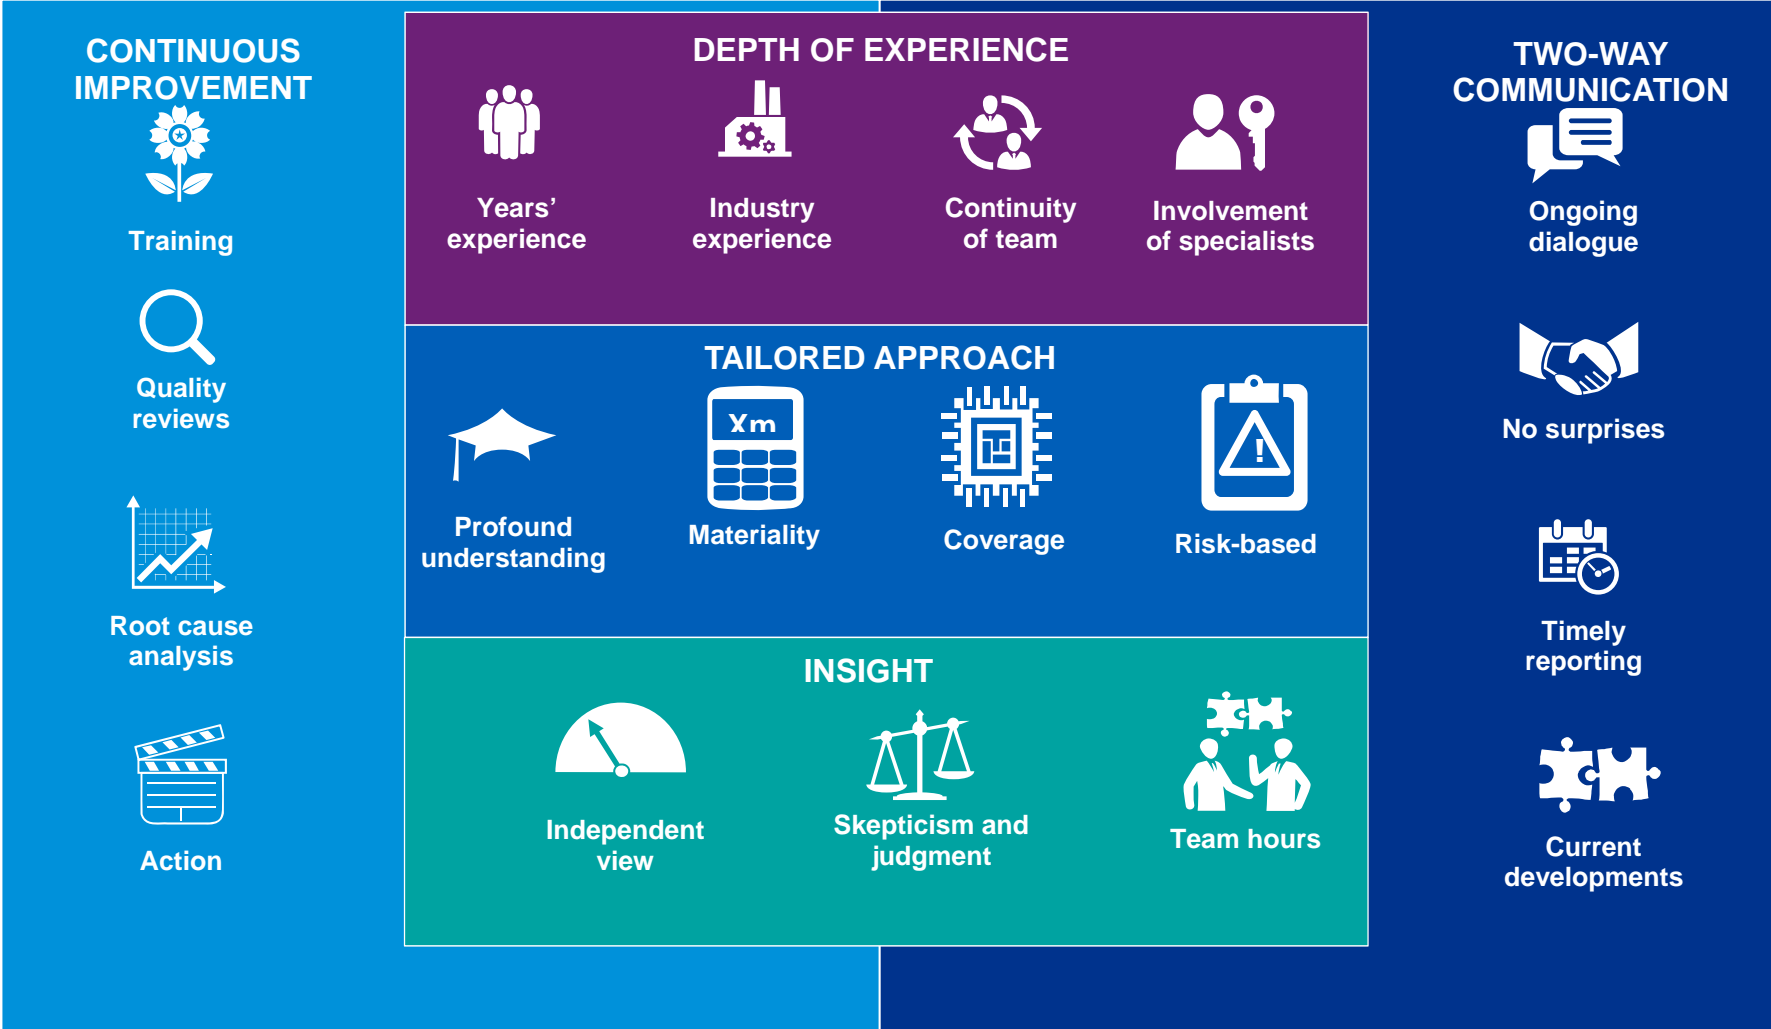 CONTINUOUS
IMPROVEMENT
Training
Quality
reviews
Root cause
analysis
Action
DEPTH OF EXPERIENCE
Years’
experience
Industry
experience
Continuity
of team
Involvement
of specialists
TAILORED APPROACH
Xm
Profound
understanding
Materiality
Coverage
!
Risk-based
INSIGHT
Independent
view
Skepticism and
judgment
Team hours
TWO-WAY
COMMUNICATION
Ongoing
dialogue
No surprises
Timely
reporting
Current
developments